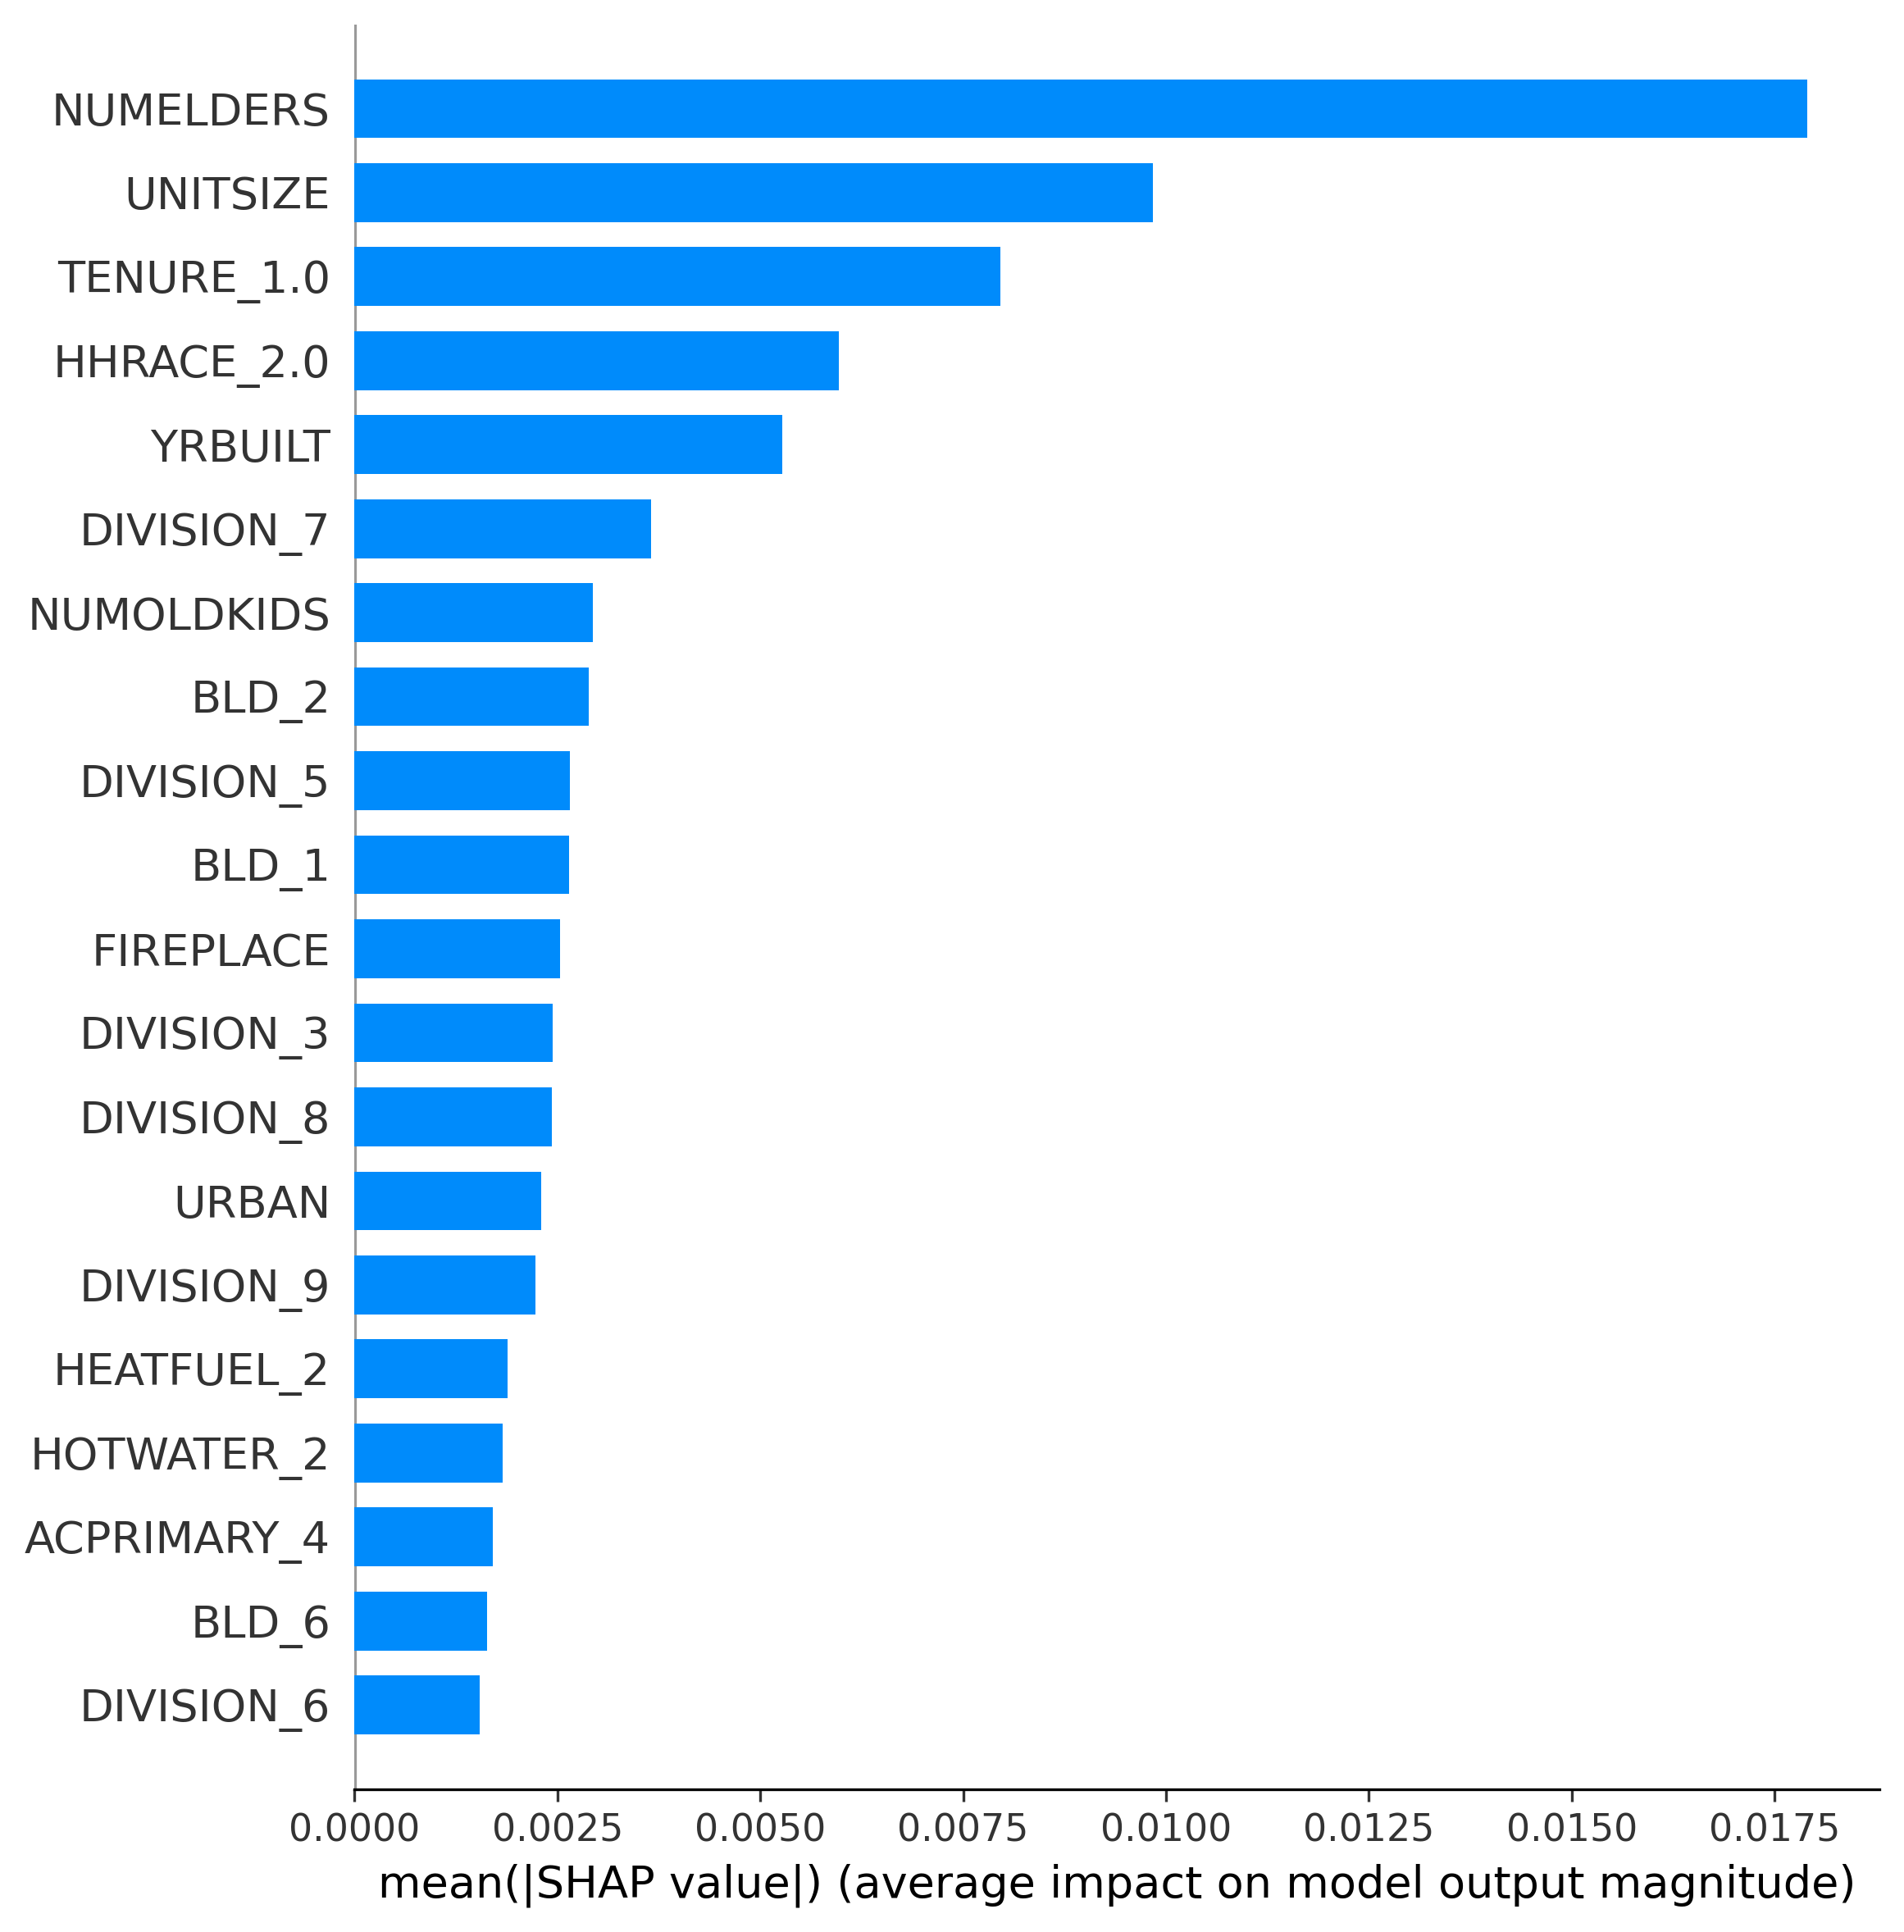 NUMELDERS
UNITSIZE
TENURE_1.0
HHRACE_2.0
YRBUILT
DIVISION_7
NUMOLDKIDS
BLD_2
DIVISION_5
BLD_1
FIREPLACE
DIVISION_3
DIVISION_8
URBAN
DIVISION_9
HEATFUEL_2
HOTWATER_2
ACPRIMARY_4
BLD_6
DIVISION_6
0.0000 0.0025 0.0050 0.0075 0.0100 0.0125 0.0150 0.0175
mean(|SHAP value|) (average impact on model output magnitude)